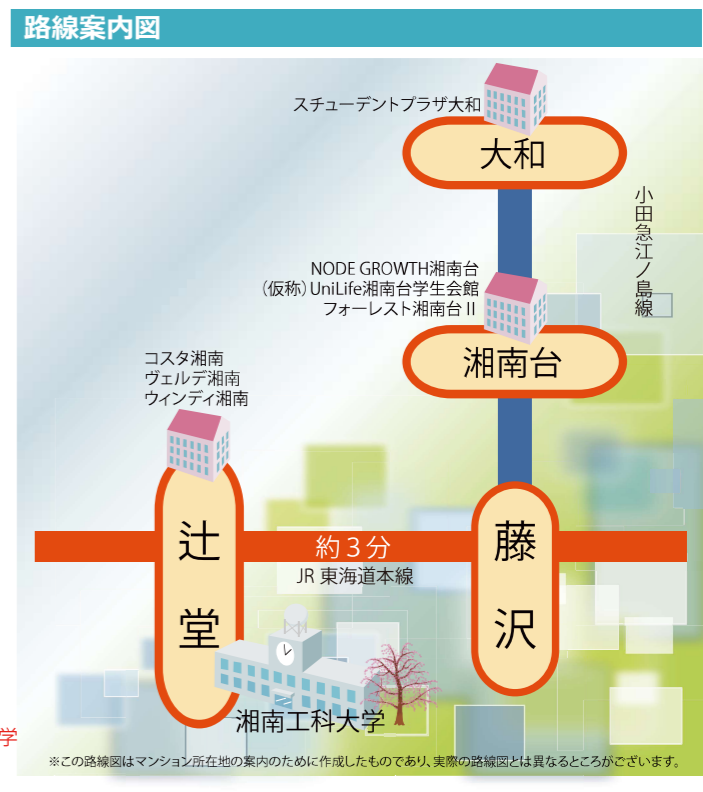 路線案内図
スチューデントプラザ大和
大和
小田急江ノ島線
NODE GROWTH湘南台
(仮称)UniLife湘南台学生会館
フォーレスト湘南台Ⅱ
湘南台
コスタ湘南
ヴェルデ湘南
ウィンディ湘南
辻堂
約3分
JR 東海道本線
藤沢
湘南工科大学
学
※この路線図はマンション所在地の案内のために作成したものであり、実際の路線図とは異なるところがございます。